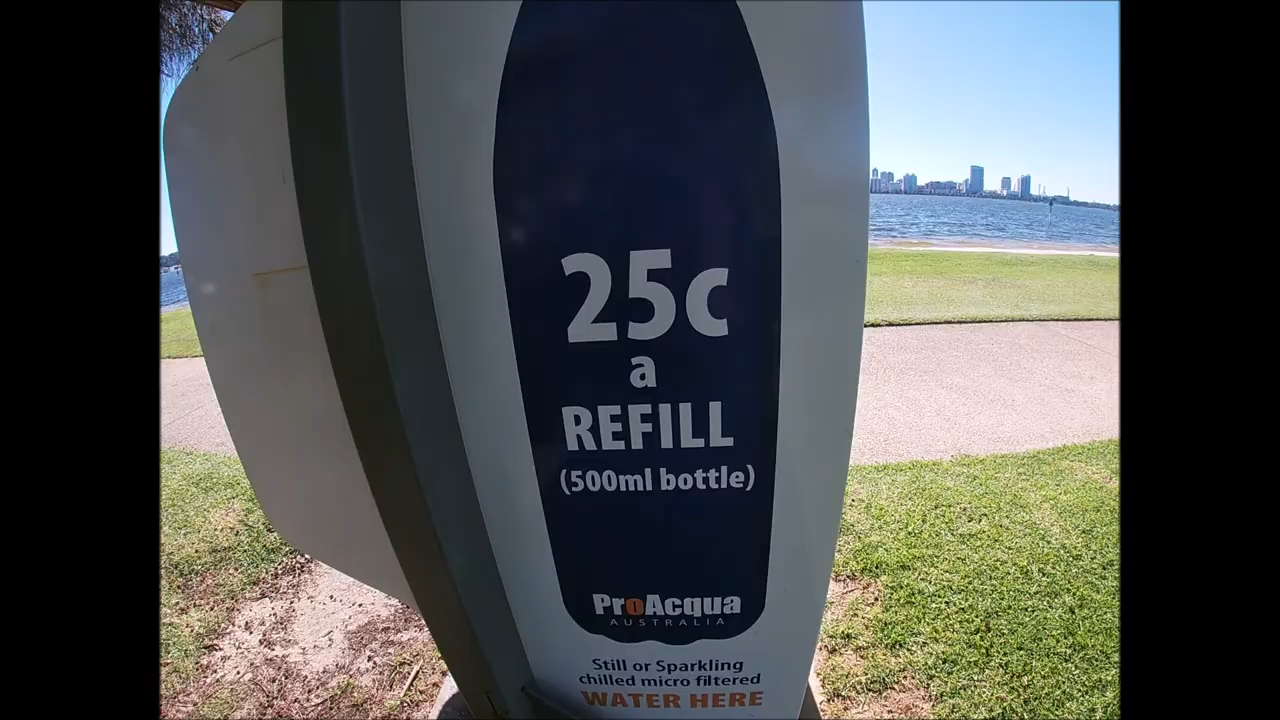 25c
a
REFILL
(500ml bottle)
ProAcqua
AUSTRALIA
Still or Sparkling
chilled micro filtered
WATER HERE